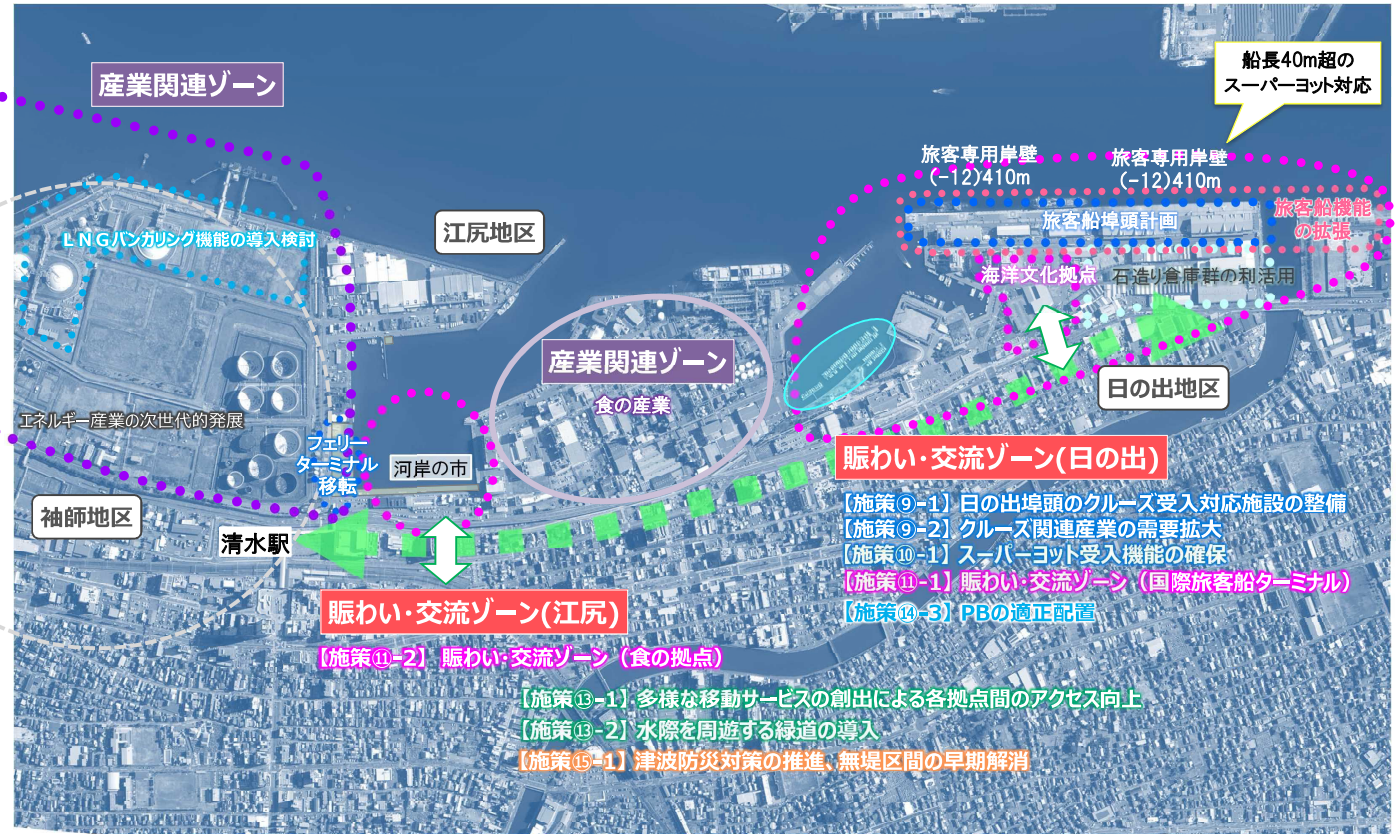 産業関連ゾーン
船長40m超の
スーパーヨット対応
旅客専用岸壁
(-12)410m
旅客専用岸壁
(-12)410m
江尻地区
LNGバンカリング機能の導入検討
旅客船埠頭計画
旅客船機能
の拡張
海洋文化拠点
石造り倉庫群の利活用
産業関連ゾーン
食の産業
日の出地区
エネルギー産業の次世代的発展
フェリー
ターミナル
移転
河岸の市
袖師地区
清水駅
賑わい・交流ゾーン(日の出)
【施策⑨-1】日の出埠頭のクルーズ受入対応施設の整備
【施策⑨-2】クルーズ関連産業の需要拡大
【施策⑩-1】スーパーヨット受入機能の確保
【施策⑪-1】賑わい・交流ゾーン（国際旅客船ターミナル）
【施策⑭-3】PBの適正配置
賑わい・交流ゾーン(江尻)
【施策⑪-2】賑わい・交流ゾーン（食の拠点）
【施策⑬-1】多様な移動サービスの創出による各拠点間のアクセス向上
【施策⑬-2】水際を周遊する緑道の導入
【施策⑮-1】津波防災対策の推進、無堤区間の早期解消